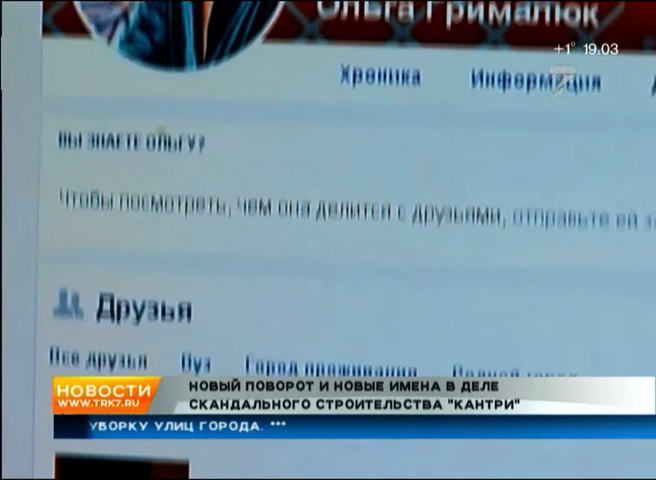 Ольга Грималюк
+1° 19:03
Хроника Информация
ВЫ ЗНАЕТЕ ОЛЬГУ?
Чтобы посмотреть, чем она делится с друзьями, отправьте ей
Друзья
Все друзья Вуз Город проживания Родной город
НОВОСТИ
WWW.TRK7.RU
НОВЫЙ ПОВОРОТ И НОВЫЕ ИМЕНА В ДЕЛЕ
СКАНДАЛЬНОГО СТРОИТЕЛЬСТВА "КАНТРИ"
УБОРКУ УЛИЦ ГОРОДА. ***